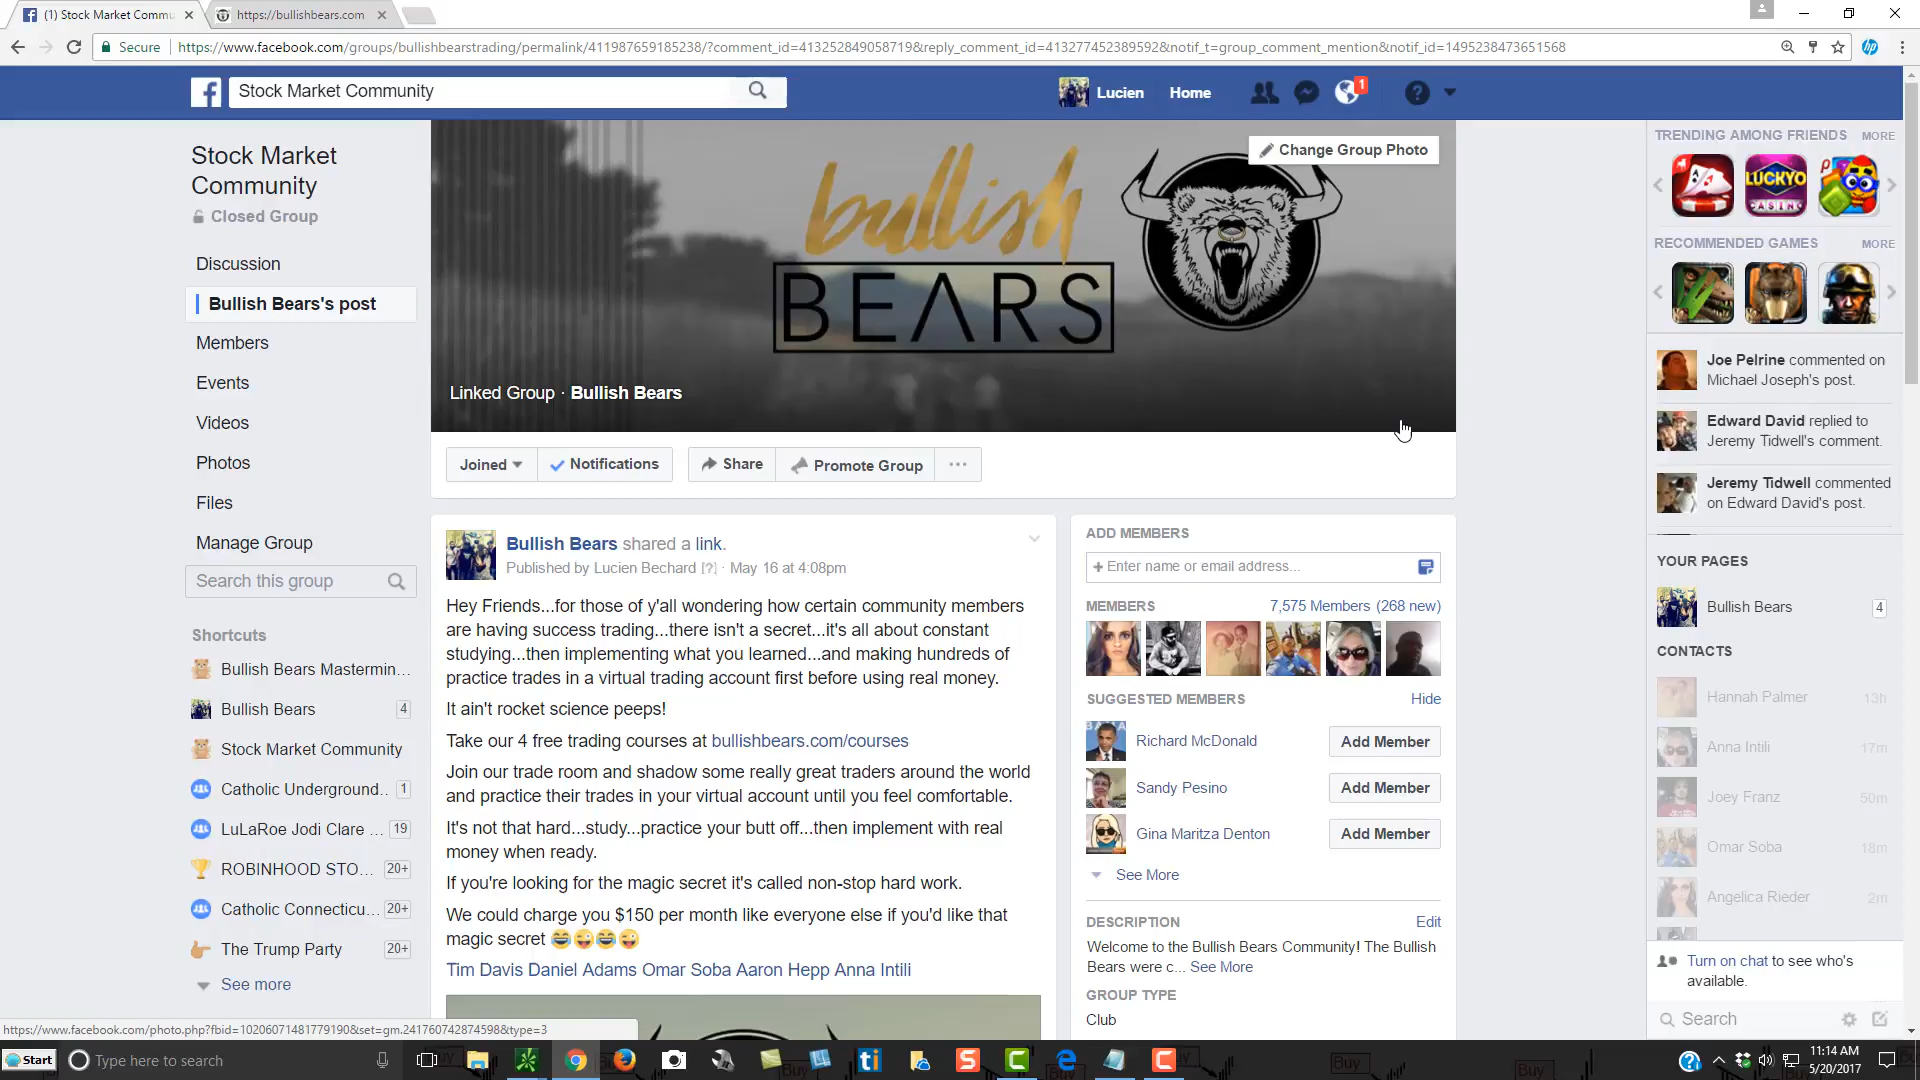 (1) Stock Market Commu
https://bullishbears.com
Secure
https://www.facebook.com/groups/bullishbearstrading/permalink/411987659185238/?comment_id=413252849058719&reply_comment_id=413277452389592&notif_t=group_comment_mention&notif_id=1495238473651568
Stock Market Community
Lucien
Home
1
Stock Market
Community
Closed Group
Discussion
Bullish Bears's post
Members
Events
Videos
Photos
Files
Manage Group
Search this group
Shortcuts
Bullish Bears Mastermin...
Bullish Bears 4
Stock Market Community
Catholic Underground.. 1
LuLaRoe Jodi Clare ... 19
ROBINHOOD STO... 20+
Catholic Connecticu... 20+
The Trump Party 20+
See more
Change Group Photo
bullish
BEARS
Linked Group · Bullish Bears
Joined
Notifications
Share
Promote Group
Bullish Bears shared a link.
Published by Lucien Bechard [?] · May 16 at 4:08pm
Hey Friends...for those of y'all wondering how certain community members
are having success trading...there isn't a secret...it's all about constant
studying...then implementing what you learned...and making hundreds of
practice trades in a virtual trading account first before using real money.
It ain't rocket science peeps!
Take our 4 free trading courses at bullishbears.com/courses
Join our trade room and shadow some really great traders around the world
and practice their trades in your virtual account until you feel comfortable.
It's not that hard...study...practice your butt off...then implement with real
money when ready.
If you're looking for the magic secret it's called non-stop hard work.
We could charge you $150 per month like everyone else if you'd like that
magic secret 😂😜😂😜
Tim Davis Daniel Adams Omar Soba Aaron Hepp Anna Intili
ADD MEMBERS
+ Enter name or email address...
MEMBERS
7,575 Members (268 new)
SUGGESTED MEMBERS
Hide
Richard McDonald
Add Member
Sandy Pesino
Add Member
Gina Maritza Denton
Add Member
See More
DESCRIPTION
Edit
Welcome to the Bullish Bears Community! The Bullish
Bears were c... See More
GROUP TYPE
Club
TRENDING AMONG FRIENDS MORE
LUCKYO
CASINO
RECOMMENDED GAMES MORE
Joe Pelrine commented on
Michael Joseph's post.
Edward David replied to
Jeremy Tidwell's comment.
Jeremy Tidwell commented
on Edward David's post.
YOUR PAGES
Bullish Bears 4
CONTACTS
Hannah Palmer 13h
Anna Intili 17m
Joey Franz 50m
Omar Soba 18m
Angelica Rieder 2m
Turn on chat to see who's
available.
Search
https://www.facebook.com/photo.php?fbid=10206071481779190&set=gm.241760742874598&type=3
Start
Type here to search
Buy
Buy
Buy
Buy
Buy
Buy
11:14 AM
5/20/2017